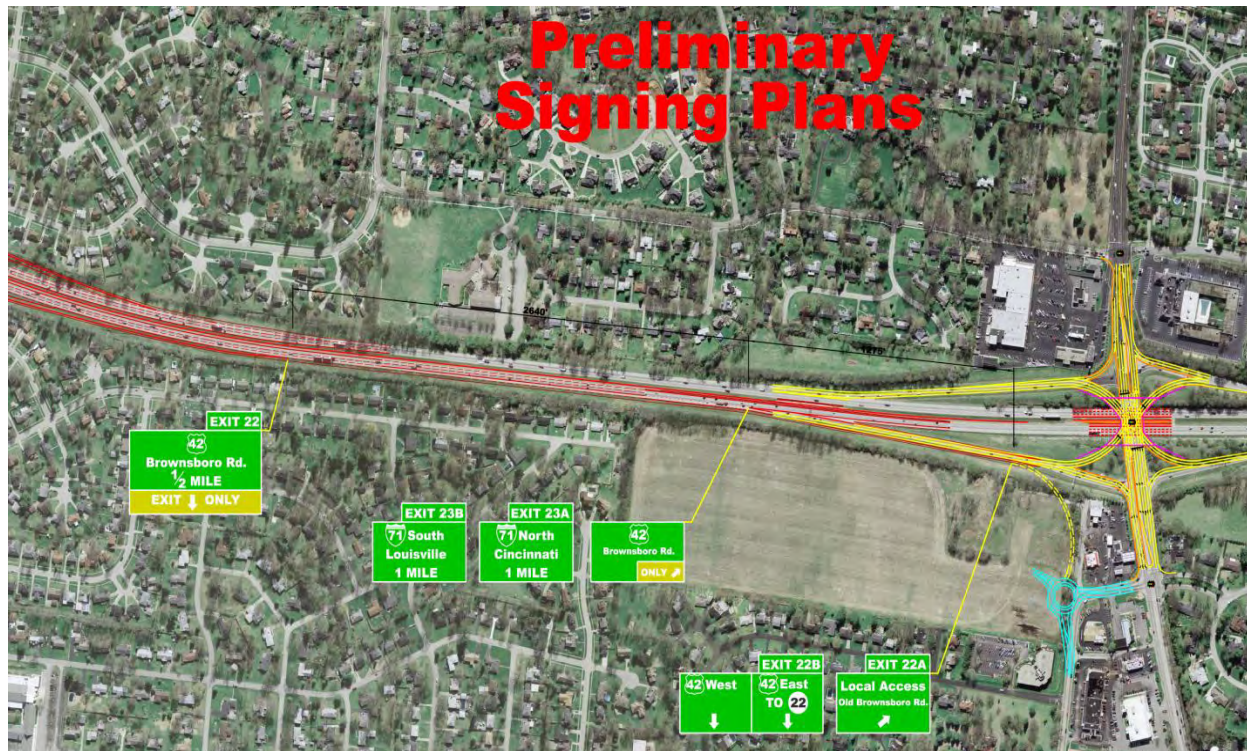 Preliminary
Signing Plans
2640'
EXIT 22
42
Brownsboro Rd.
1/2 MILE
EXIT ↓ ONLY
EXIT 23B
71 South
Louisville
1 MILE
EXIT 23A
71 North
Cincinnati
1 MILE
42
Brownsboro Rd.
ONLY ↗
42 West
↓
EXIT 22B
42 East
TO 22
↓
EXIT 22A
Local Access
Old Brownsboro Rd.
↗